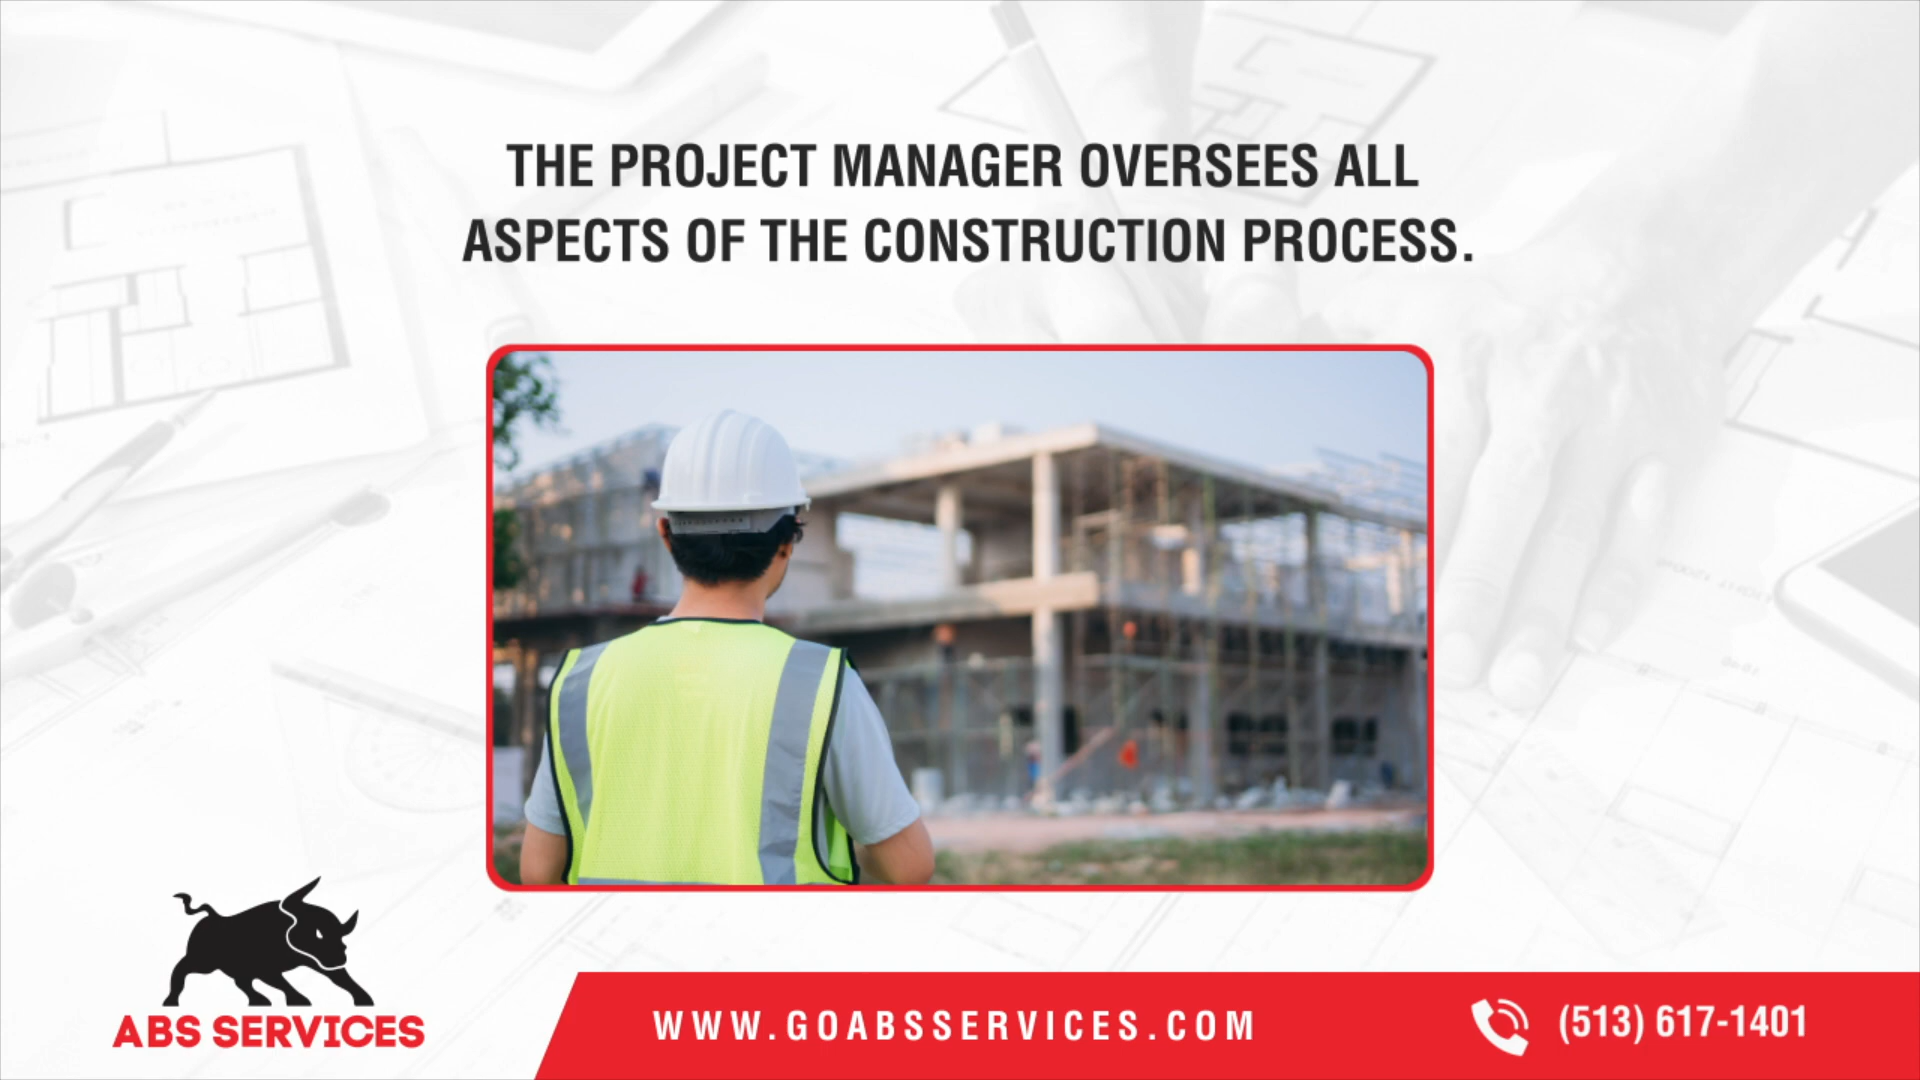 THE PROJECT MANAGER OVERSEES ALL
ASPECTS OF THE CONSTRUCTION PROCESS.
ABS SERVICES
WWW.GOABSSERVICES.COM
(513) 617-1401